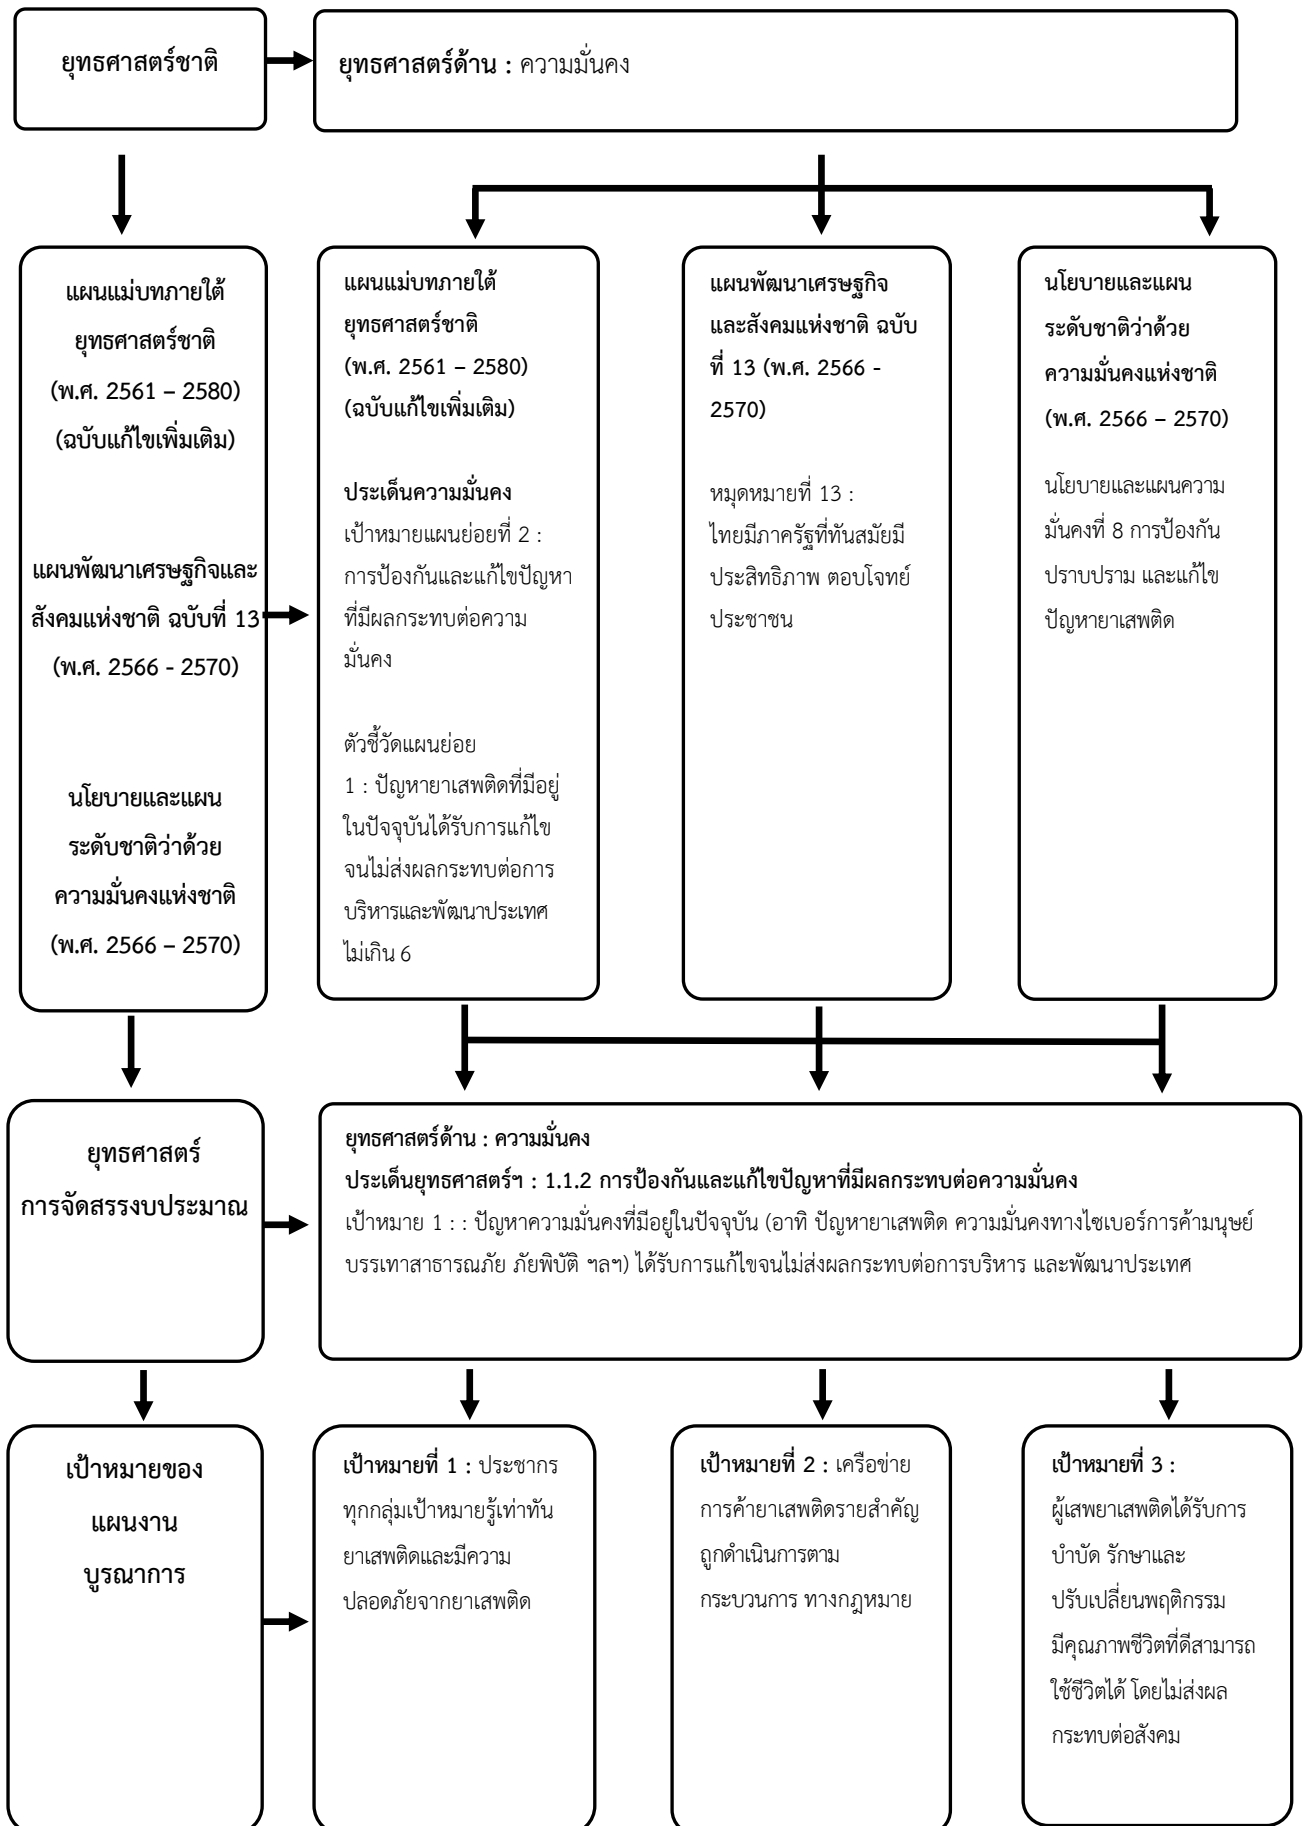 ยุทธศาสตร์ชาติ
ยุทธศาสตร์ด้าน : ความมั่นคง
แผนแม่บทภายใต้
ยุทธศาสตร์ชาติ
(พ.ศ. 2561 – 2580)
(ฉบับแก้ไขเพิ่มเติม)
แผนพัฒนาเศรษฐกิจและ
สังคมแห่งชาติ ฉบับที่ 13
(พ.ศ. 2566 - 2570)
นโยบายและแผน
ระดับชาติว่าด้วย
ความมั่นคงแห่งชาติ
(พ.ศ. 2566 – 2570)
แผนแม่บทภายใต้
ยุทธศาสตร์ชาติ
(พ.ศ. 2561 – 2580)
(ฉบับแก้ไขเพิ่มเติม)
ประเด็นความมั่นคง
เป้าหมายแผนย่อยที่ 2 :
การป้องกันและแก้ไขปัญหา
ที่มีผลกระทบต่อความ
มั่นคง
ตัวชี้วัดแผนย่อย
1 : ปัญหายาเสพติดที่มีอยู่
ในปัจจุบันได้รับการแก้ไข
จนไม่ส่งผลกระทบต่อการ
บริหารและพัฒนาประเทศ
ไม่เกิน 6
แผนพัฒนาเศรษฐกิจ
และสังคมแห่งชาติ ฉบับ
ที่ 13 (พ.ศ. 2566 -
2570)
หมุดหมายที่ 13 :
ไทยมีภาครัฐที่ทันสมัยมี
ประสิทธิภาพ ตอบโจทย์
ประชาชน
นโยบายและแผน
ระดับชาติว่าด้วย
ความมั่นคงแห่งชาติ
(พ.ศ. 2566 – 2570)
นโยบายและแผนความ
มั่นคงที่ 8 การป้องกัน
ปราบปราม และแก้ไข
ปัญหายาเสพติด
ยุทธศาสตร์
การจัดสรรงบประมาณ
ยุทธศาสตร์ด้าน : ความมั่นคง
ประเด็นยุทธศาสตร์ฯ : 1.1.2 การป้องกันและแก้ไขปัญหาที่มีผลกระทบต่อความมั่นคง
เป้าหมาย 1 : : ปัญหาความมั่นคงที่มีอยู่ในปัจจุบัน (อาทิ ปัญหายาเสพติด ความมั่นคงทางไซเบอร์การค้ามนุษย์
บรรเทาสาธารณภัย ภัยพิบัติ ฯลฯ) ได้รับการแก้ไขจนไม่ส่งผลกระทบต่อการบริหาร และพัฒนาประเทศ
เป้าหมายของ
แผนงาน
บูรณาการ
เป้าหมายที่ 1 : ประชากร
ทุกกลุ่มเป้าหมายรู้เท่าทัน
ยาเสพติดและมีความ
ปลอดภัยจากยาเสพติด
เป้าหมายที่ 2 : เครือข่าย
การค้ายาเสพติดรายสำคัญ
ถูกดำเนินการตาม
กระบวนการ ทางกฎหมาย
เป้าหมายที่ 3 :
ผู้เสพยาเสพติดได้รับการ
บำบัด รักษาและ
ปรับเปลี่ยนพฤติกรรม
มีคุณภาพชีวิตที่ดีสามารถ
ใช้ชีวิตได้ โดยไม่ส่งผล
กระทบต่อสังคม